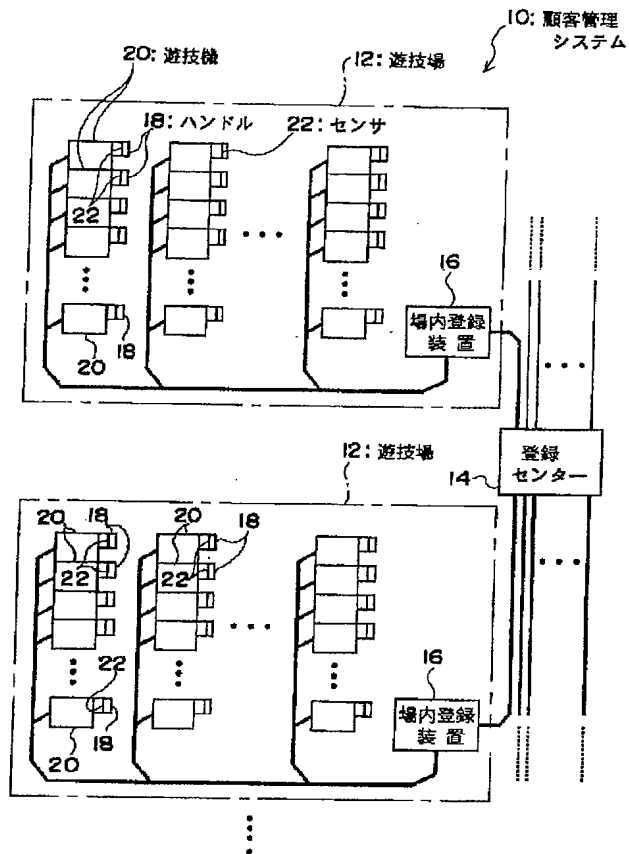 10: 顧客管理
システム
20: 遊技機
12: 遊技場
18: ハンドル
22: センサ
22
16
場内登録
装置
18
20
12: 遊技場
登録
センター
14
20
18
20
18
22
22
22
18
20
16
場内登録
装置